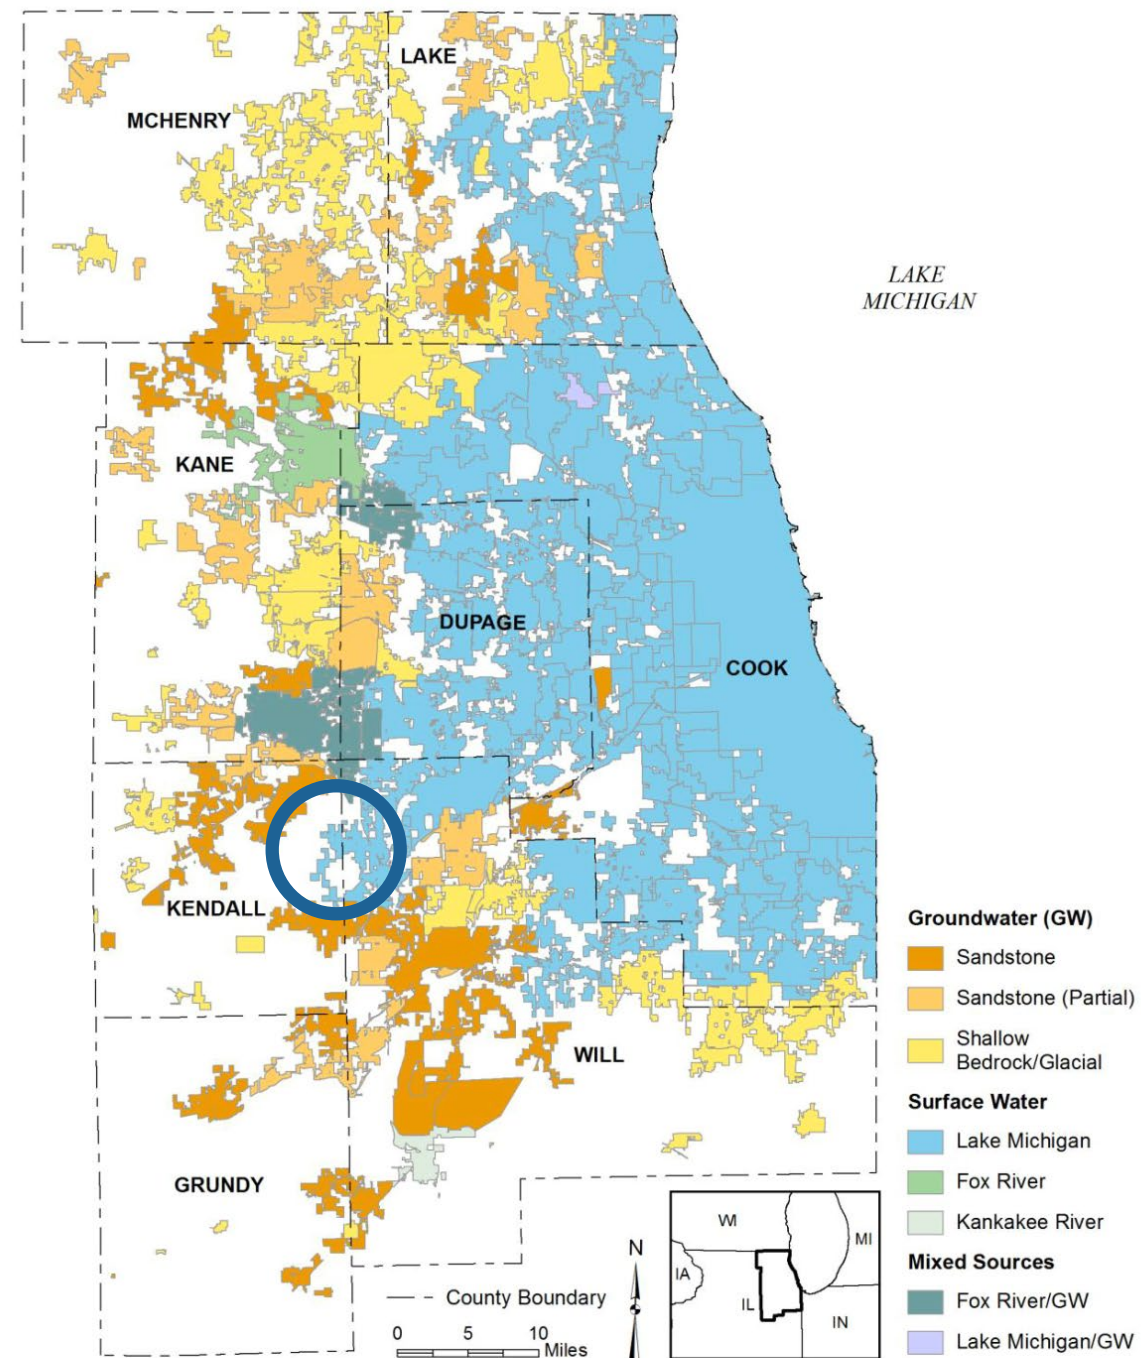 LAKE
MCHENRY
LAKE
MICHIGAN
KANE
DUPAGE
COOK
KENDALL
WILL
GRUNDY
Groundwater (GW)
Sandstone
Sandstone (Partial)
Shallow
Bedrock/Glacial
Surface Water
Lake Michigan
Fox River
Kankakee River
Mixed Sources
Fox River/GW
Lake Michigan/GW
County Boundary
0 5 10
Miles
N
WI
MI
IA
IL
IN